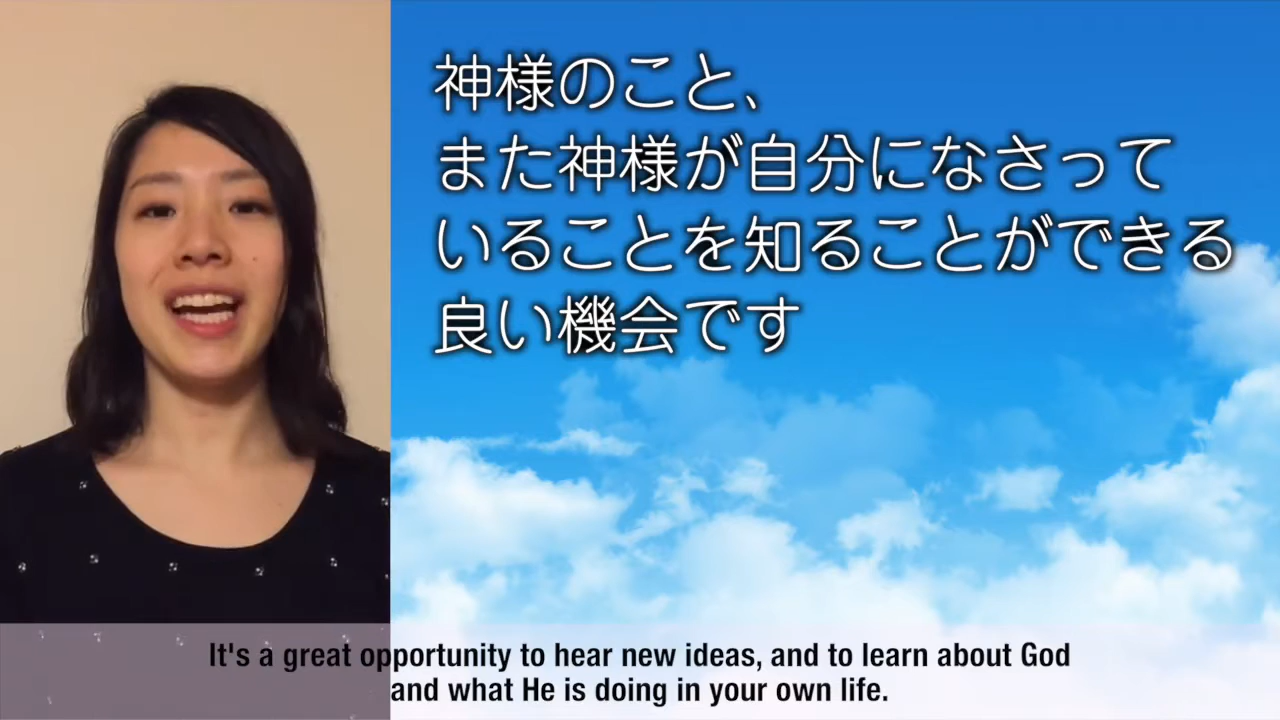 神様のこと、
また神様が自分になさって
いることを知ることができる
良い機会です
It's a great opportunity to hear new ideas, and to learn about God
and what He is doing in your own life.